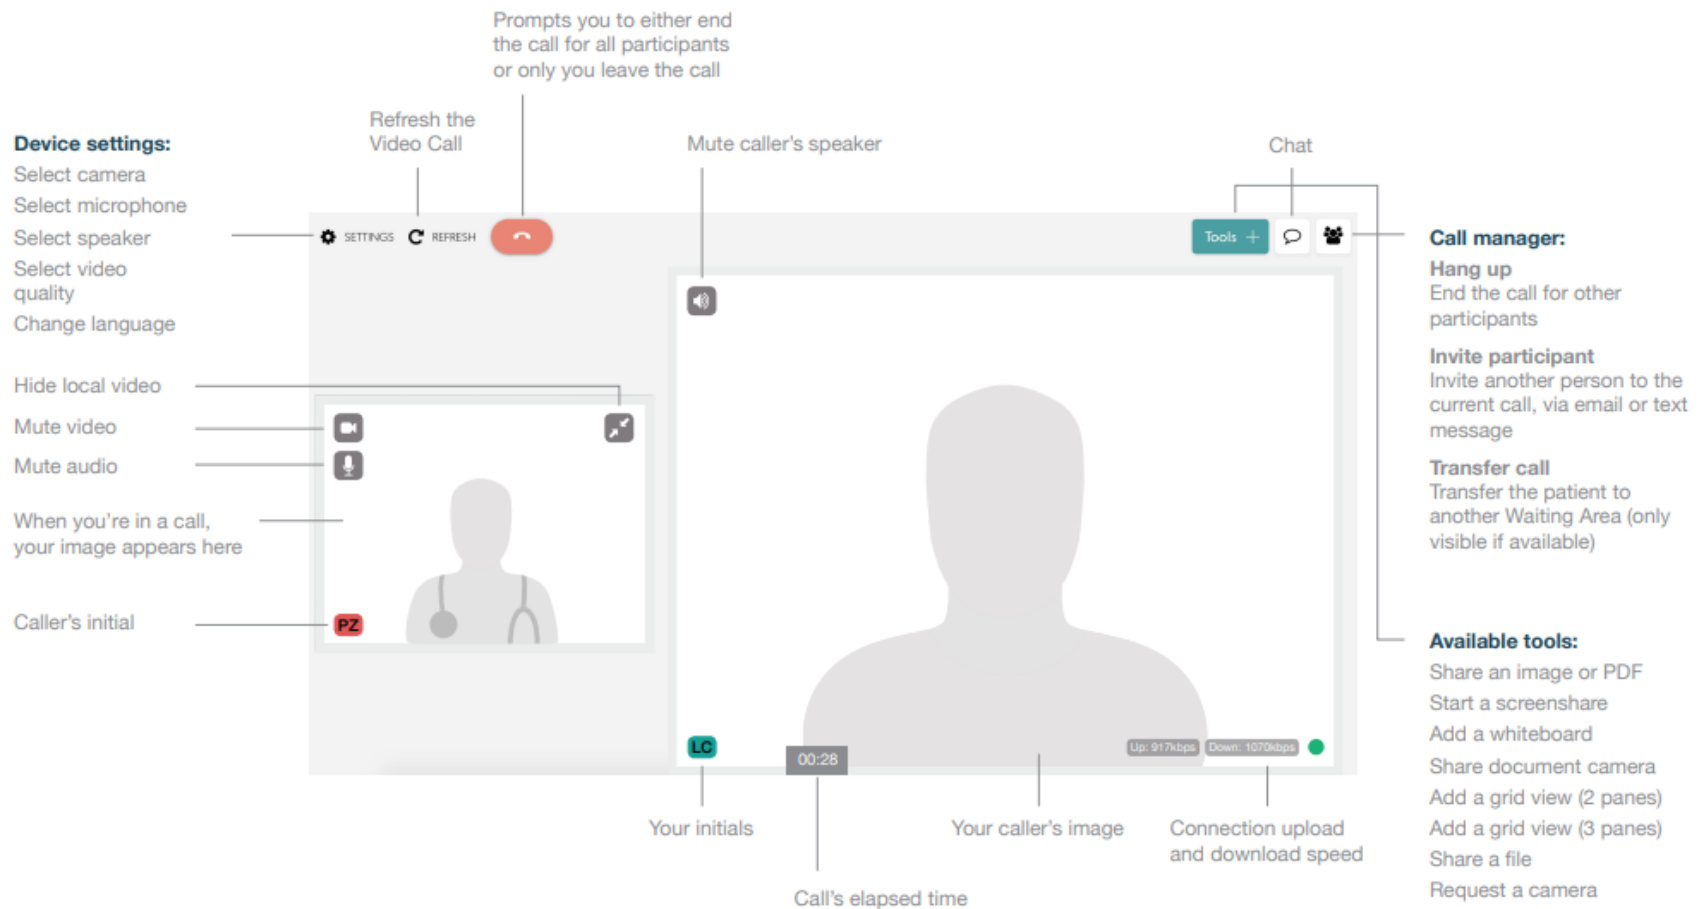 Prompts you to either end
the call for all participants
or only you leave the call
Refresh the
Video Call
Mute caller's speaker
Chat
Device settings:
Select camera
Select microphone
Select speaker
Select video
quality
Change language
Hide local video
Mute video
Mute audio
When you're in a call,
your image appears here
Caller's initial
SETTINGS
REFRESH
Tools +
PZ
LC
00:28
Up: 917kbps
Down: 1070kbps
Your initials
Call's elapsed time
Your caller's image
Connection upload
and download speed
Call manager:
Hang up
End the call for other
participants
Invite participant
Invite another person to the
current call, via email or text
message
Transfer call
Transfer the patient to
another Waiting Area (only
visible if available)
Available tools:
Share an image or PDF
Start a screenshare
Add a whiteboard
Share document camera
Add a grid view (2 panes)
Add a grid view (3 panes)
Share a file
Request a camera